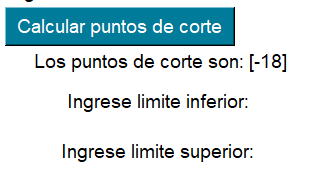 Calcular puntos de corte
Los puntos de corte son: [-18]
Ingrese limite inferior:
Ingrese limite superior: